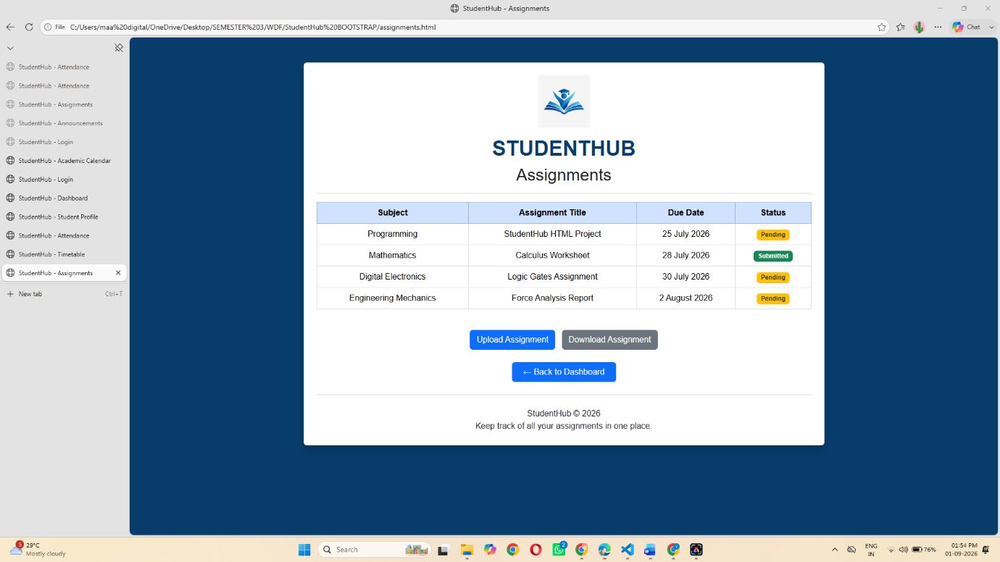 StudentHub - Assignments
File C:/Users/maa%20digital/OneDrive/Desktop/SEMESTER%203/WDF/StudentHub%20BOOTSTRAP/assignments.html
Chat
StudentHub - Attendance
StudentHub - Attendance
StudentHub - Assignments
StudentHub - Announcements
StudentHub - Login
StudentHub - Academic Calendar
StudentHub - Login
StudentHub - Dashboard
StudentHub - Student Profile
StudentHub - Attendance
StudentHub - Timetable
StudentHub - Assignments
New tab Ctrl+T
STUDENTHUB
Assignments
Subject Assignment Title Due Date Status
Programming StudentHub HTML Project 25 July 2026 Pending
Mathematics Calculus Worksheet 28 July 2026 Submitted
Digital Electronics Logic Gates Assignment 30 July 2026 Pending
Engineering Mechanics Force Analysis Report 2 August 2026 Pending
Upload Assignment Download Assignment
← Back to Dashboard
StudentHub © 2026
Keep track of all your assignments in one place.
5
29°C
Mostly cloudy
Search
2
ENG
IN
76%
01:54 PM
01-09-2026